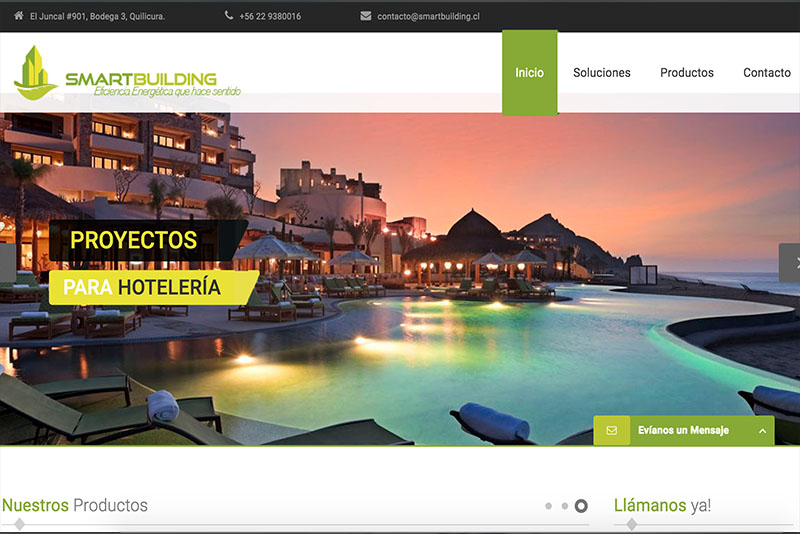 El Juncal #901, Bodega 3, Quilicura. +56 22 9380016 contacto@smartbuilding.cl
Inicio Soluciones Productos Contacto
SMARTBUILDING
Eficiencia Energética que hace sentido
PROYECTOS
PARA HOTELERÍA
Evíanos un Mensaje
Nuestros Productos
Llámanos ya!